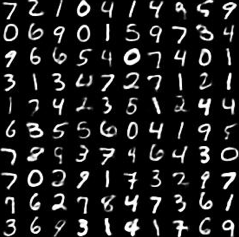 7 2 1 0 4 1 4 9 5 9
0 6 9 0 1 5 9 7 3 4
9 6 6 5 4 0 7 4 0 1
3 1 3 4 7 2 7 1 2 1
1 7 4 2 3 5 1 2 4 4
6 3 5 5 6 0 4 1 9 5
7 8 9 3 7 4 6 4 3 0
7 0 2 9 1 7 3 2 9 7
7 6 2 7 8 4 7 3 6 1
3 6 9 3 1 4 1 7 6 9